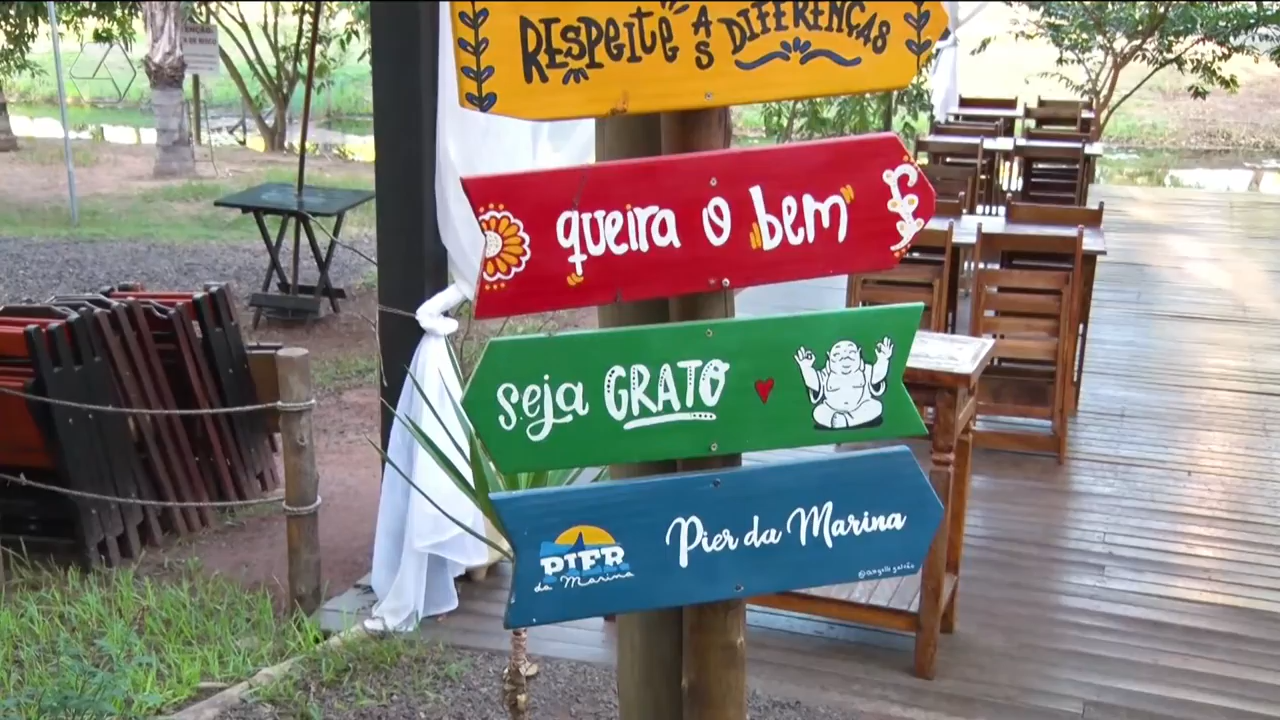 RESPEITE AS DIFERENÇAS
queira o bem
seja GRATO
PIER
da Marina
Pier da Marina